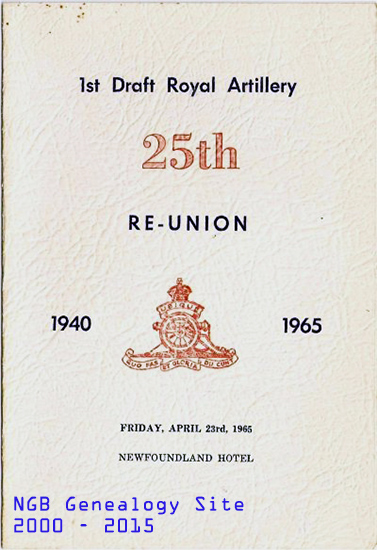 1st Draft Royal Artillery
25th
RE-UNION
1940 1965
UBIQUE
QUO FAS ET GLORIA DUCUNT
FRIDAY, APRIL 23rd, 1965
NEWFOUNDLAND HOTEL
NGB Genealogy Site
2000 - 2015